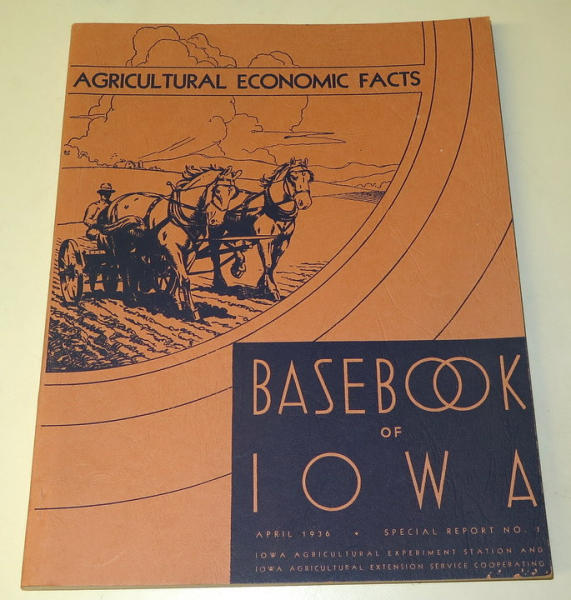 AGRICULTURAL ECONOMIC FACTS
BASEBOOK
OF
IOWA
APRIL 1936 • SPECIAL REPORT NO. 1
IOWA AGRICULTURAL EXPERIMENT STATION AND
IOWA AGRICULTURAL EXTENSION SERVICE COOPERATING